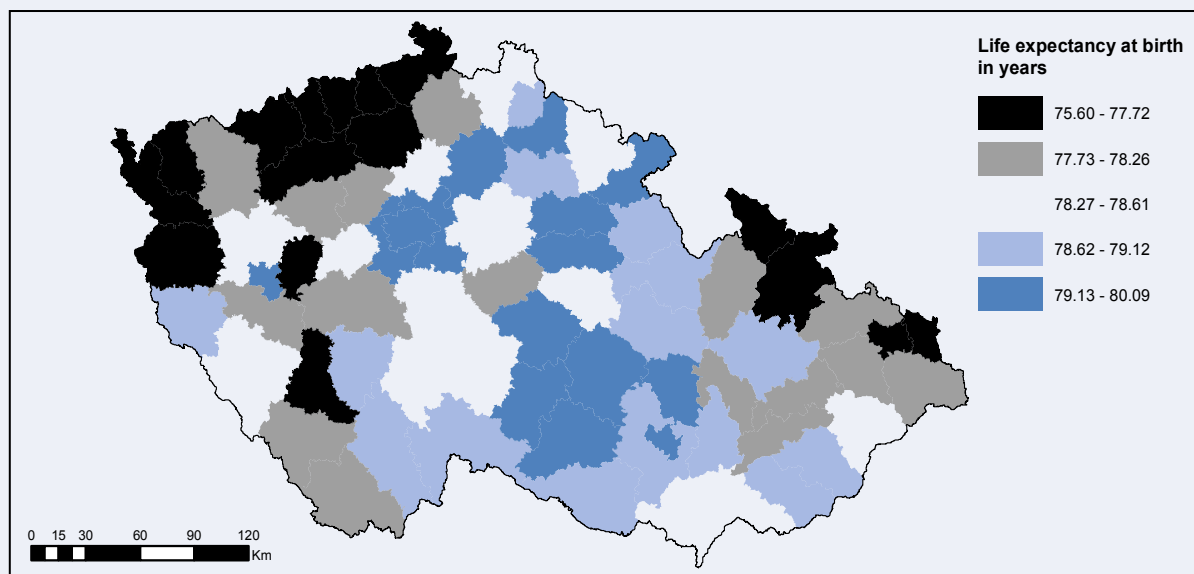 Life expectancy at birth
in years
75.60 - 77.72
77.73 - 78.26
78.27 - 78.61
78.62 - 79.12
79.13 - 80.09
0 15 30 60 90 120
Km